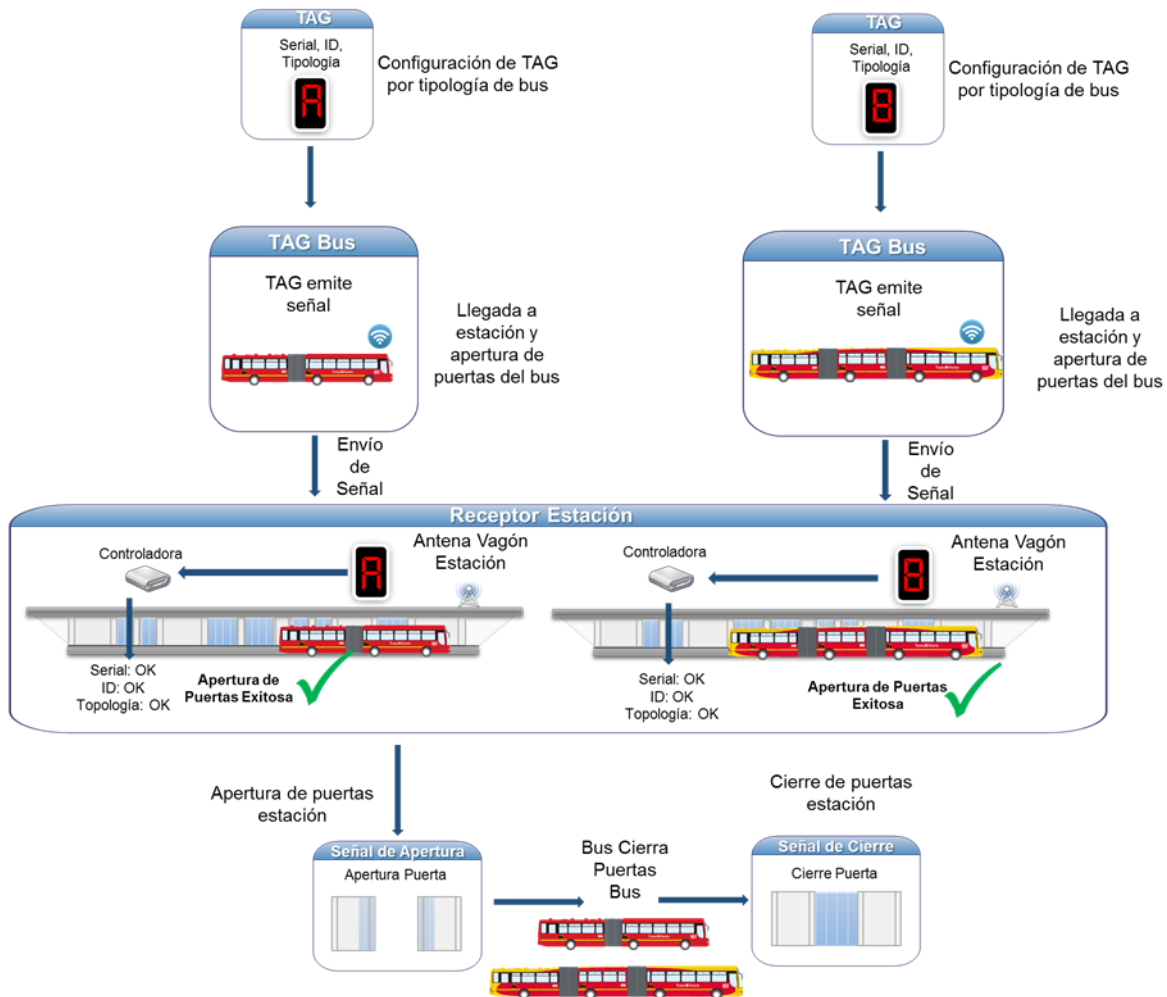 TAG
Serial, ID,
Tipología
A
Configuración de TAG
por tipología de bus
TAG
Serial, ID,
Tipología
B
Configuración de TAG
por tipología de bus
TAG Bus
TAG emite
señal
Llegada a
estación y
apertura de
puertas del bus
TAG Bus
TAG emite
señal
Llegada a
estación y
apertura de
puertas del bus
Envío
de
Señal
Envío
de
Señal
Receptor Estación
Controladora
A
Antena Vagón
Estación
Serial: OK
ID: OK
Topología: OK
Apertura de
Puertas Exitosa
Controladora
B
Antena Vagón
Estación
Serial: OK
ID: OK
Topología: OK
Apertura de Puertas
Exitosa
Apertura de puertas
estación
Señal de Apertura
Apertura Puerta
Bus Cierra
Puertas
Bus
Cierre de puertas
estación
Señal de Cierre
Cierre Puerta